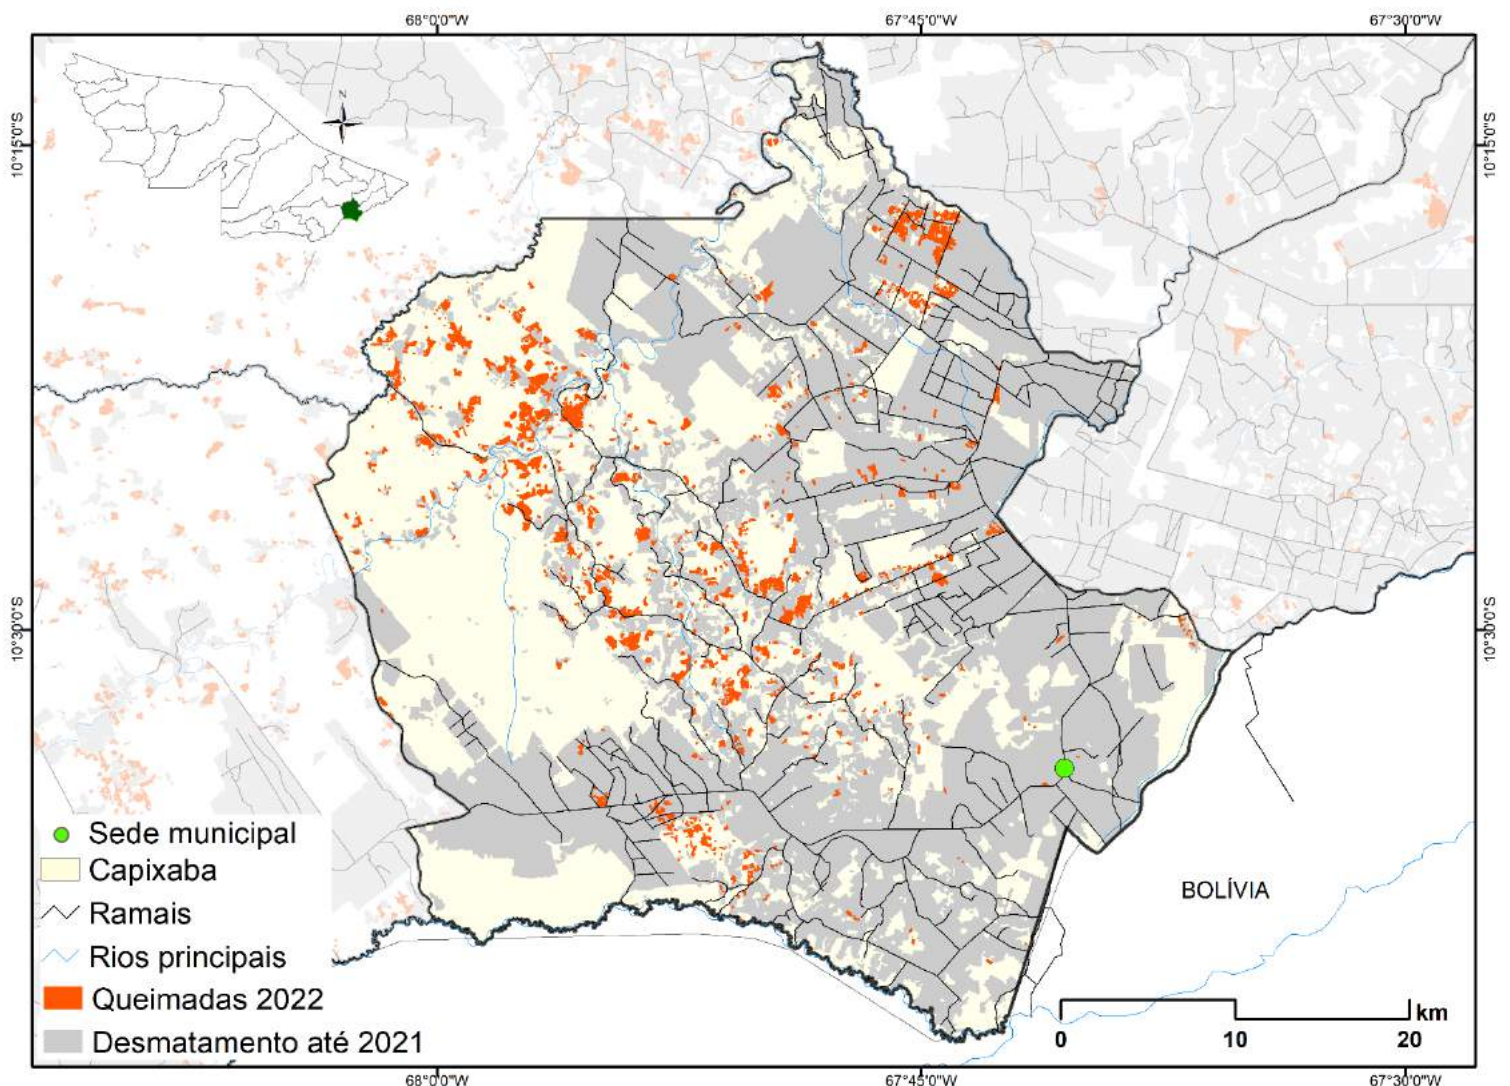 68°0'0"W 67°45'0"W 67°30'0"W
N
10°15'0"S 10°15'0"S
10°30'0"S 10°30'0"S
Sede municipal
Capixaba
Ramais
Rios principais
Queimadas 2022
Desmatamento até 2021
BOLÍVIA
km
0 10 20
68°0'0"W 67°45'0"W 67°30'0"W